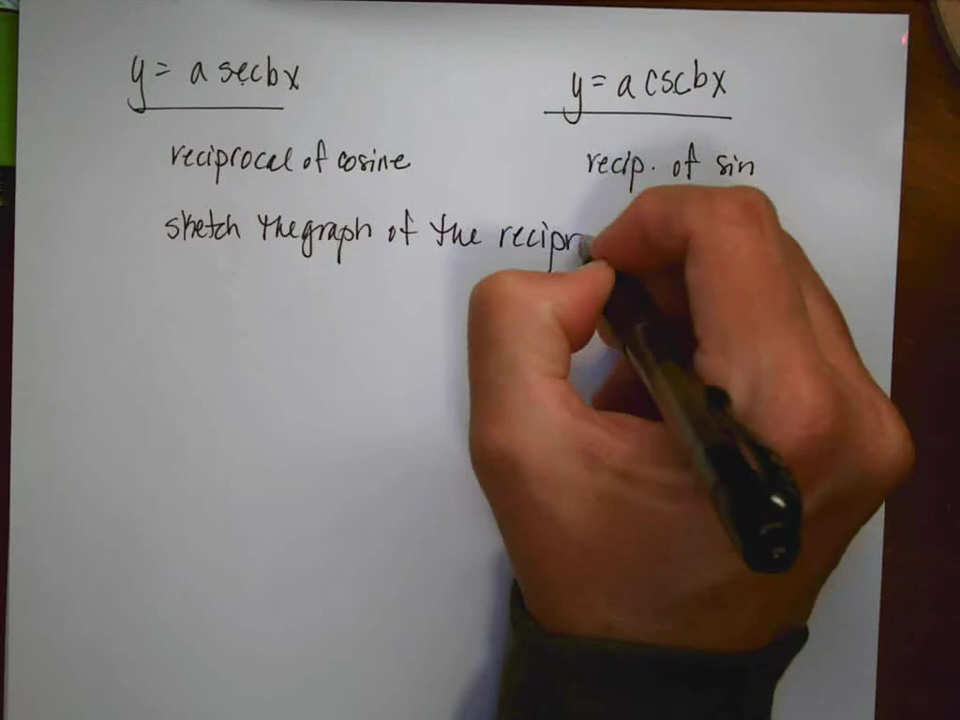 y = a secbx
y = a cscbx
reciprocal of cosine
recip. of sin
sketch the graph of the recipr